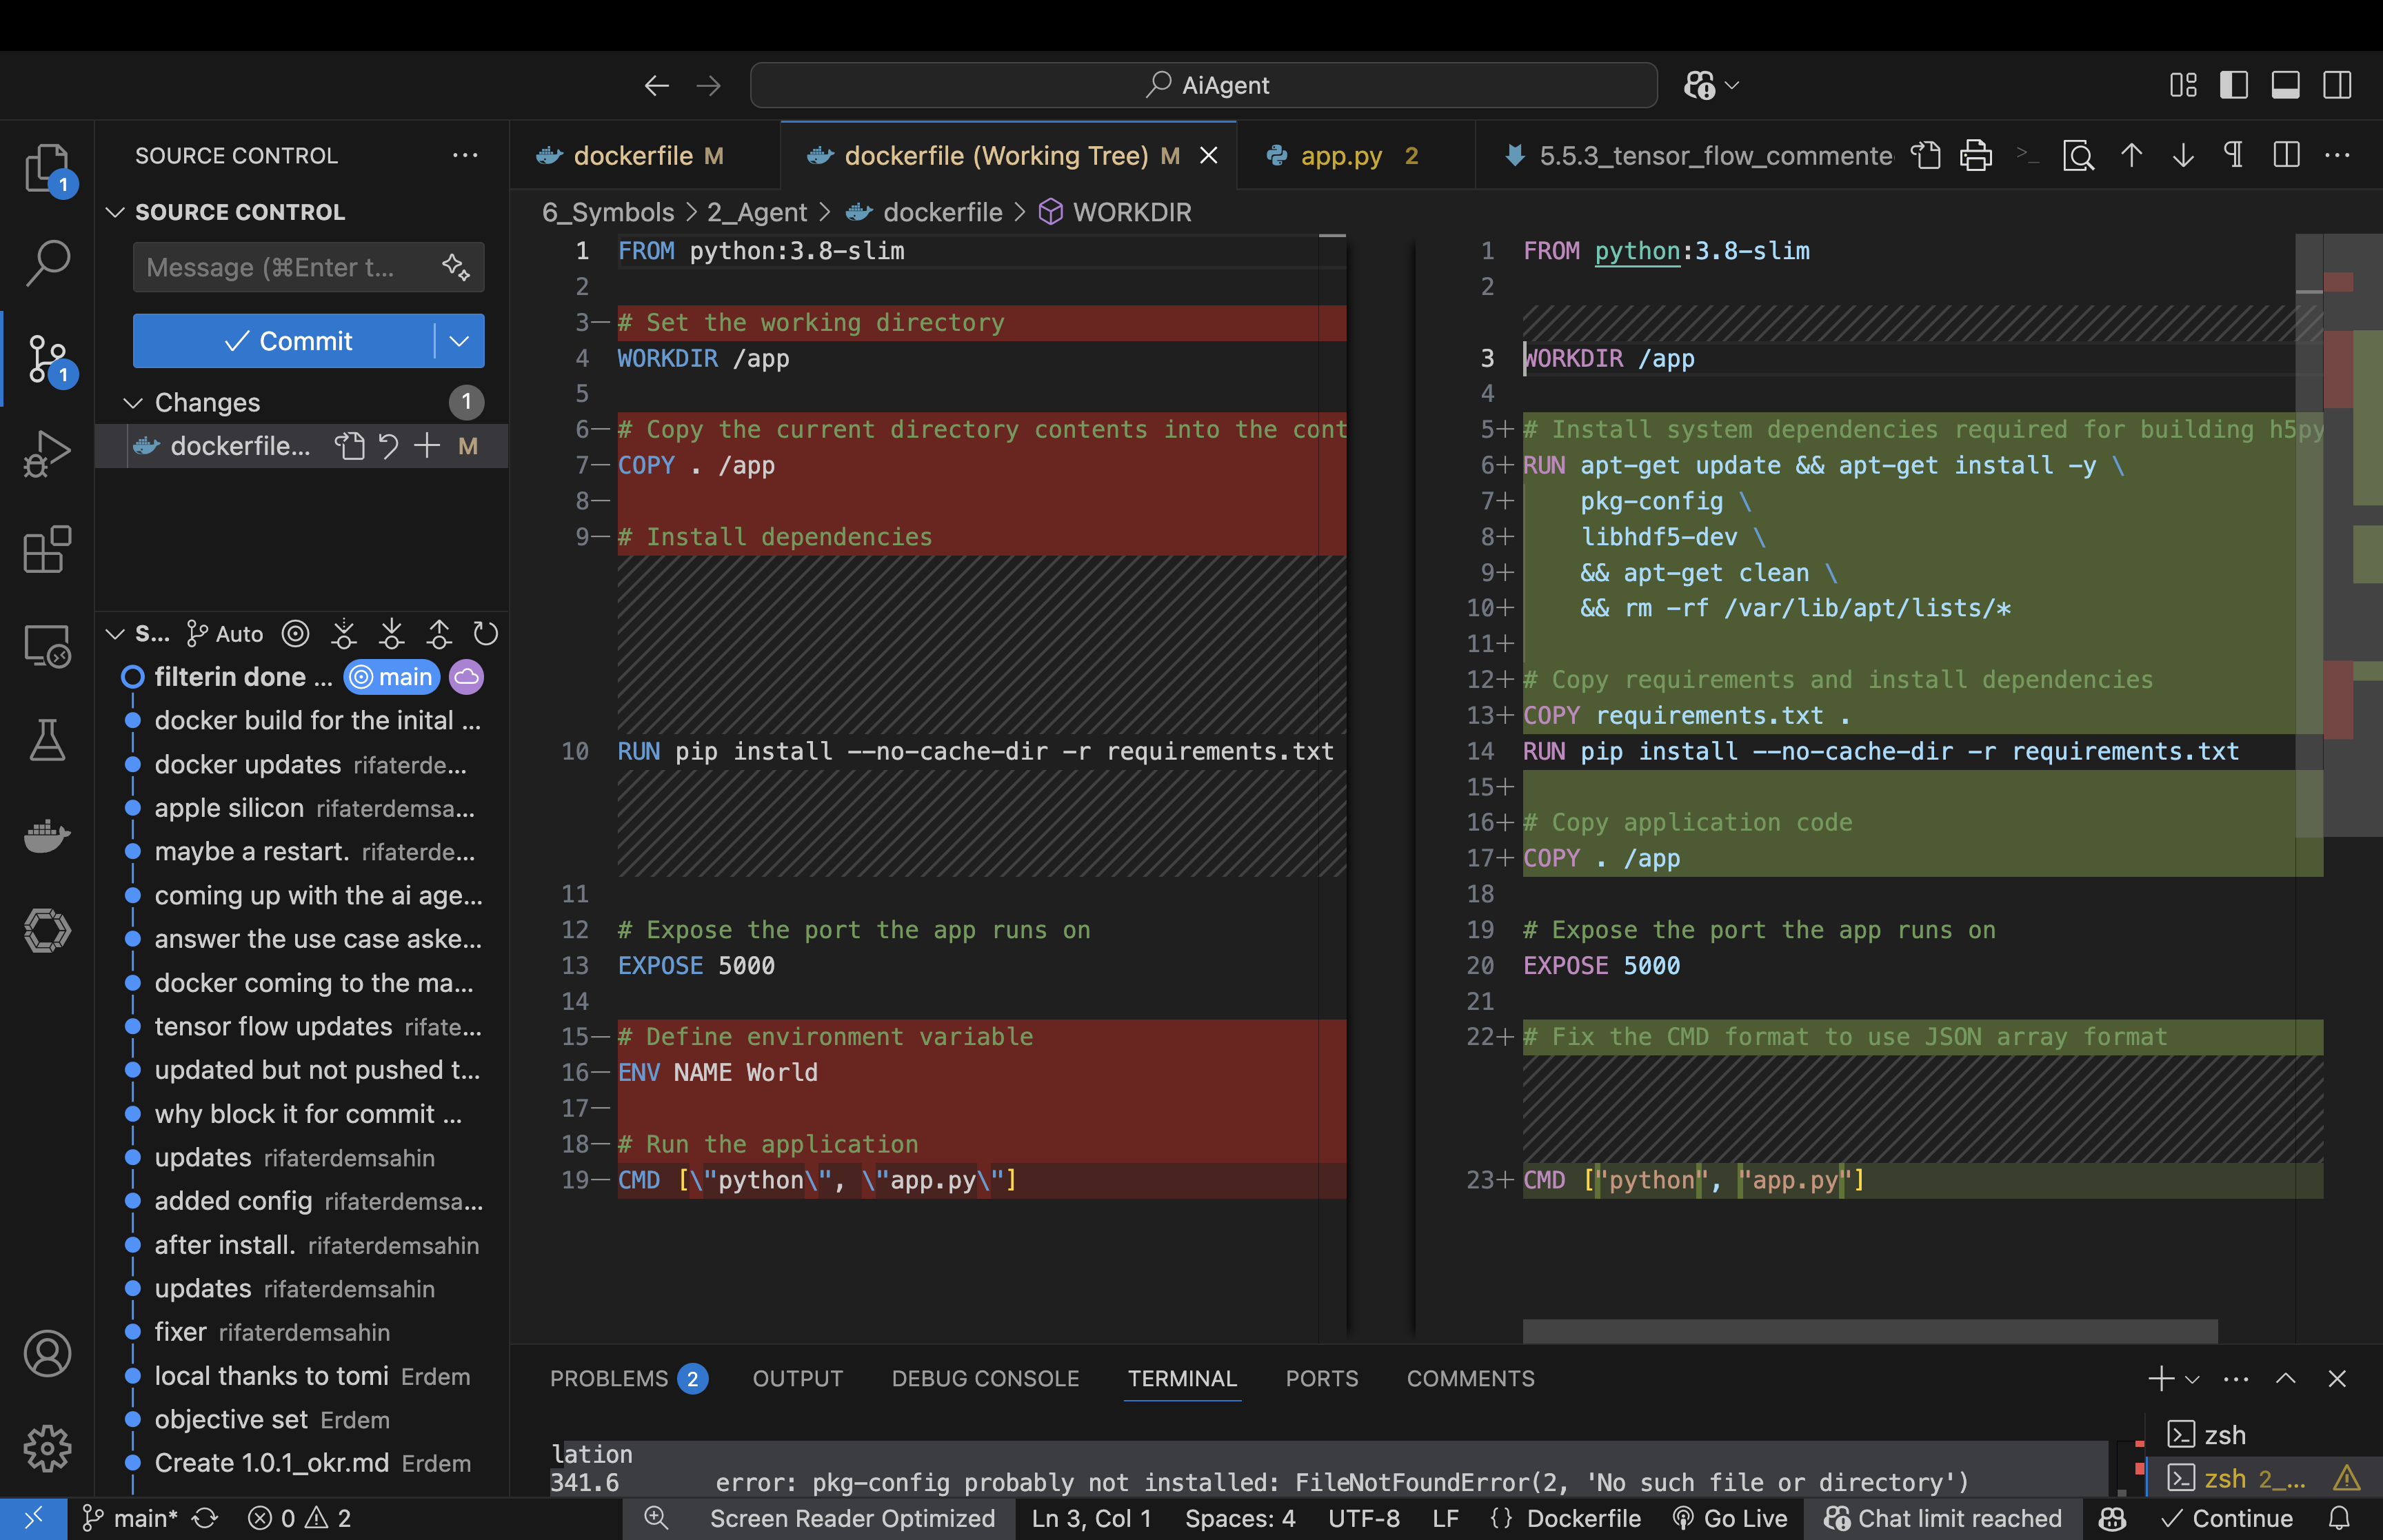 AiAgent
SOURCE CONTROL
SOURCE CONTROL
Message (⌘Enter t...
Commit
Changes 1
dockerfile... M
S... Auto
filterin done ... main
docker build for the inital ...
docker updates rifaterde...
apple silicon rifaterdemsa...
maybe a restart. rifaterde...
coming up with the ai age...
answer the use case aske...
docker coming to the ma...
tensor flow updates rifate...
updated but not pushed t...
why block it for commit ...
updates rifaterdemsahin
added config rifaterdemsa...
after install. rifaterdemsahin
updates rifaterdemsahin
fixer rifaterdemsahin
local thanks to tomi Erdem
objective set Erdem
Create 1.0.1_okr.md Erdem
1
1
dockerfile M
dockerfile (Working Tree) M
app.py 2
5.5.3_tensor_flow_commente
6_Symbols > 2_Agent > dockerfile > WORKDIR
1 FROM python:3.8-slim
2
3— # Set the working directory
4 WORKDIR /app
5
6— # Copy the current directory contents into the cont
7— COPY . /app
8—
9— # Install dependencies
10 RUN pip install --no-cache-dir -r requirements.txt
11
12 # Expose the port the app runs on
13 EXPOSE 5000
14
15— # Define environment variable
16— ENV NAME World
17—
18— # Run the application
19— CMD [\"python\", \"app.py\"]
1 FROM python:3.8-slim
2
3 WORKDIR /app
4
5+ # Install system dependencies required for building h5py
6+ RUN apt-get update && apt-get install -y \
7+ pkg-config \
8+ libhdf5-dev \
9+ && apt-get clean \
10+ && rm -rf /var/lib/apt/lists/*
11+
12+ # Copy requirements and install dependencies
13+ COPY requirements.txt .
14 RUN pip install --no-cache-dir -r requirements.txt
15+
16+ # Copy application code
17+ COPY . /app
18
19 # Expose the port the app runs on
20 EXPOSE 5000
21
22+ # Fix the CMD format to use JSON array format
23+ CMD ["python", "app.py"]
PROBLEMS 2 OUTPUT DEBUG CONSOLE TERMINAL PORTS COMMENTS
lation
341.6 error: pkg-config probably not installed: FileNotFoundError(2, 'No such file or directory')
zsh
zsh 2_...
main* 0 2 Screen Reader Optimized Ln 3, Col 1 Spaces: 4 UTF-8 LF {} Dockerfile Go Live Chat limit reached Continue